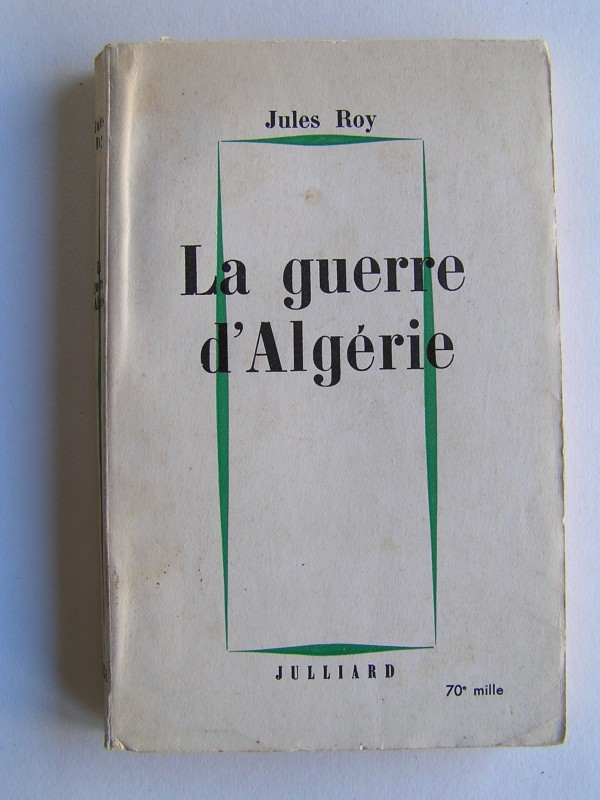 Jules Roy
La guerre
d'Algérie
JULLIARD
70e mille